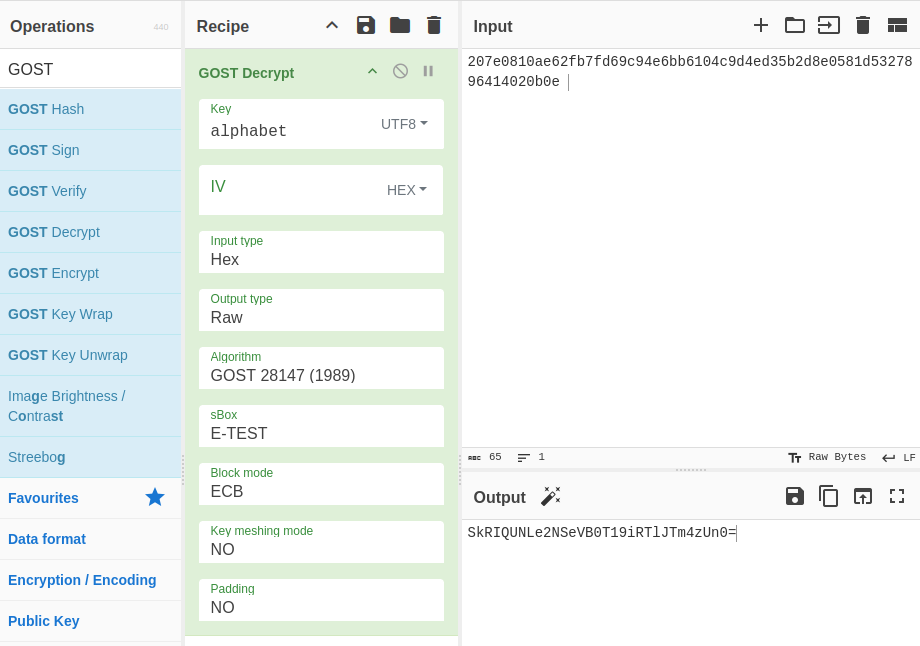 Operations
440
GOST
GOST Hash
GOST Sign
GOST Verify
GOST Decrypt
GOST Encrypt
GOST Key Wrap
GOST Key Unwrap
Image Brightness /
Contrast
Streebog
Favourites
Data format
Encryption / Encoding
Public Key
Recipe
GOST Decrypt
Key
alphabet
UTF8
IV
HEX
Input type
Hex
Output type
Raw
Algorithm
GOST 28147 (1989)
sBox
E-TEST
Block mode
ECB
Key meshing mode
NO
Padding
NO
Input
207e0810ae62fb7fd69c94e6bb6104c9d4ed35b2d8e0581d53278
96414020b0e
ABC 65 1 Tт Raw Bytes LF
Output
SkRIQUNLe2NSeVB0T19iRTlJTm4zUn0=